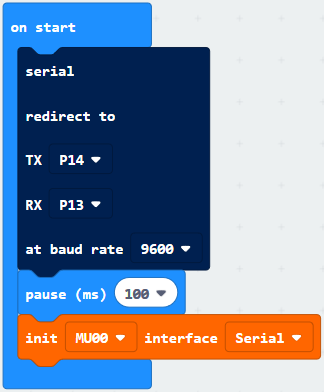 on start
serial
redirect to
TX P14
RX P13
at baud rate 9600
pause (ms) 100
init MU00 interface Serial